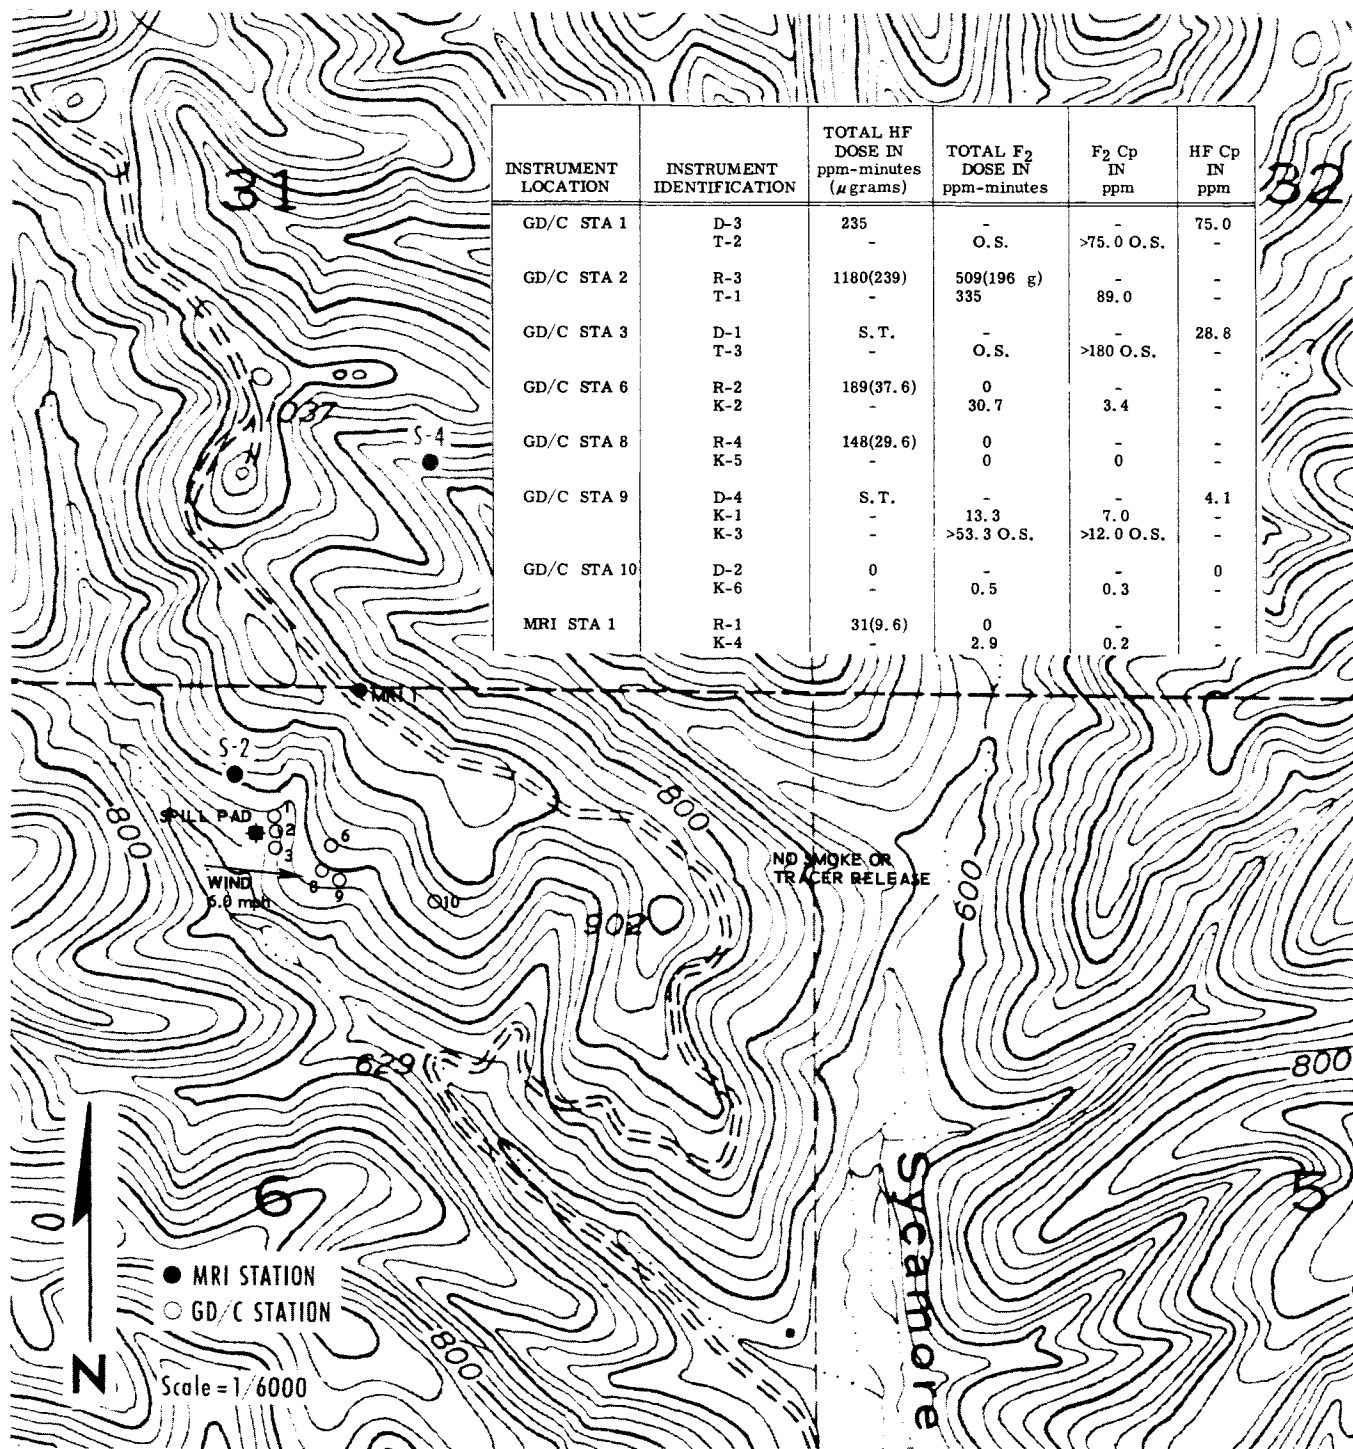 31
32
INSTRUMENT LOCATION | INSTRUMENT IDENTIFICATION | TOTAL HF DOSE IN ppm-minutes (μgrams) | TOTAL F2 DOSE IN ppm-minutes | F2 Cp IN ppm | HF Cp IN ppm
GD/C STA 1 | D-3 | 235 | - | - | 75.0
T-2 | - | O.S. | >75.0 O.S. | -
GD/C STA 2 | R-3 | 1180(239) | 509(196 g) | - | -
T-1 | - | 335 | 89.0 | -
GD/C STA 3 | D-1 | S.T. | - | - | 28.8
T-3 | - | O.S. | >180 O.S. | -
GD/C STA 6 | R-2 | 189(37.6) | 0 | - | -
K-2 | - | 30.7 | 3.4 | -
GD/C STA 8 | R-4 | 148(29.6) | 0 | - | -
K-5 | - | 0 | 0 | -
GD/C STA 9 | D-4 | S.T. | - | - | 4.1
K-1 | - | 13.3 | 7.0 | -
K-3 | - | >53.3 O.S. | >12.0 O.S. | -
GD/C STA 10 | D-2 | 0 | - | - | 0
K-6 | - | 0.5 | 0.3 | -
MRI STA 1 | R-1 | 31(9.6) | 0 | - | -
K-4 | - | 2.9 | 0.2 | -
1037
S-4
MRI 1
S-2
800
800
SPILL PAD
1
2
3
6
8
9
10
WIND
6.0 mph
NO SMOKE OR
TRACER RELEASE
600
902
629
800
6
5
Sycamore
800
● MRI STATION
○ GD/C STATION
N
Scale = 1/6000